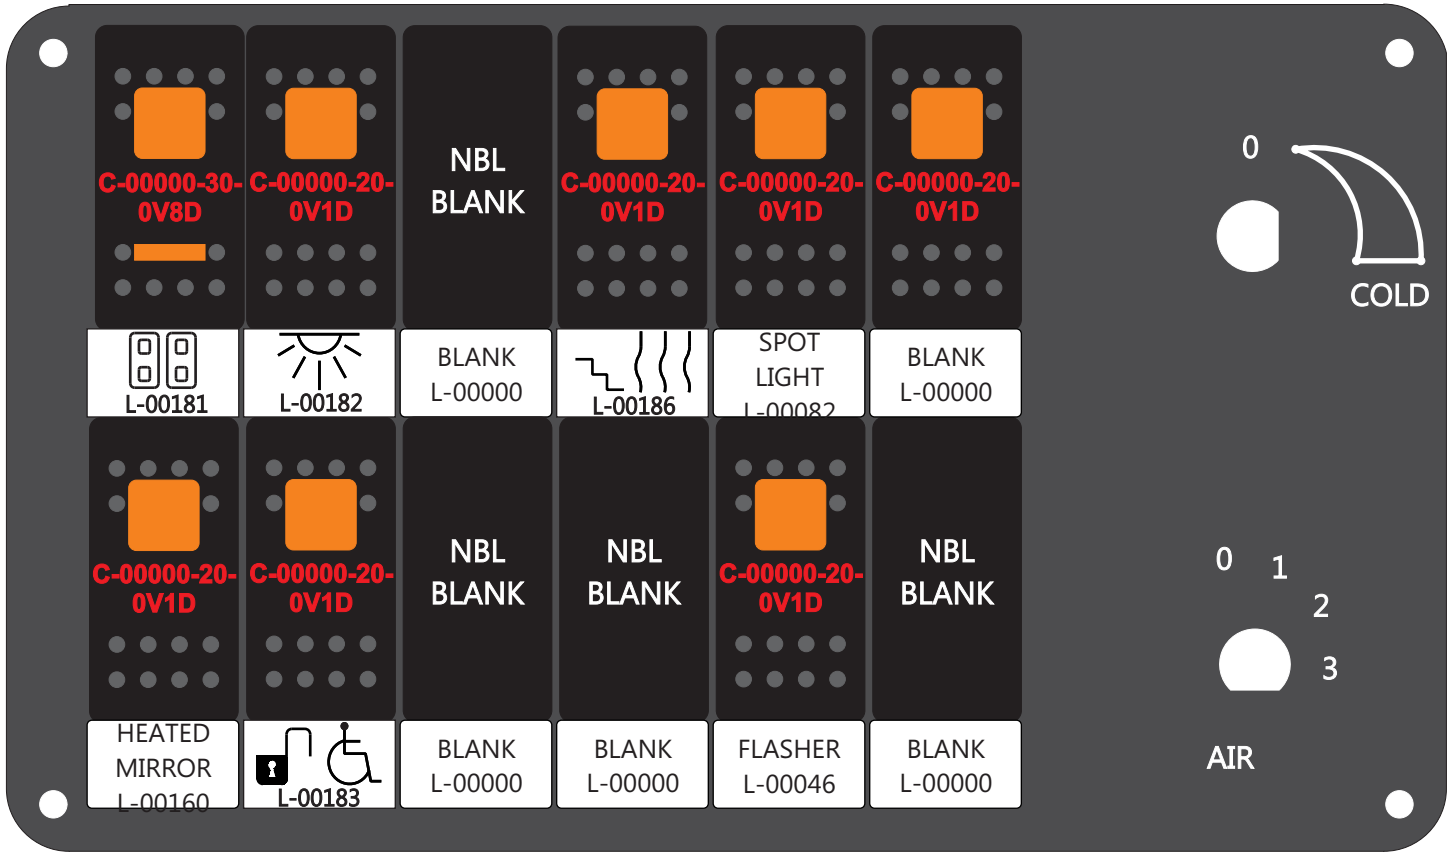 C-00000-30-
0V8D
C-00000-20-
0V1D
NBL
BLANK
C-00000-20-
0V1D
C-00000-20-
0V1D
C-00000-20-
0V1D
L-00181
L-00182
BLANK
L-00000
L-00186
SPOT
LIGHT
L-00082
BLANK
L-00000
C-00000-20-
0V1D
C-00000-20-
0V1D
NBL
BLANK
NBL
BLANK
C-00000-20-
0V1D
NBL
BLANK
HEATED
MIRROR
L-00160
L-00183
BLANK
L-00000
BLANK
L-00000
FLASHER
L-00046
BLANK
L-00000
0
COLD
0
1
2
3
AIR